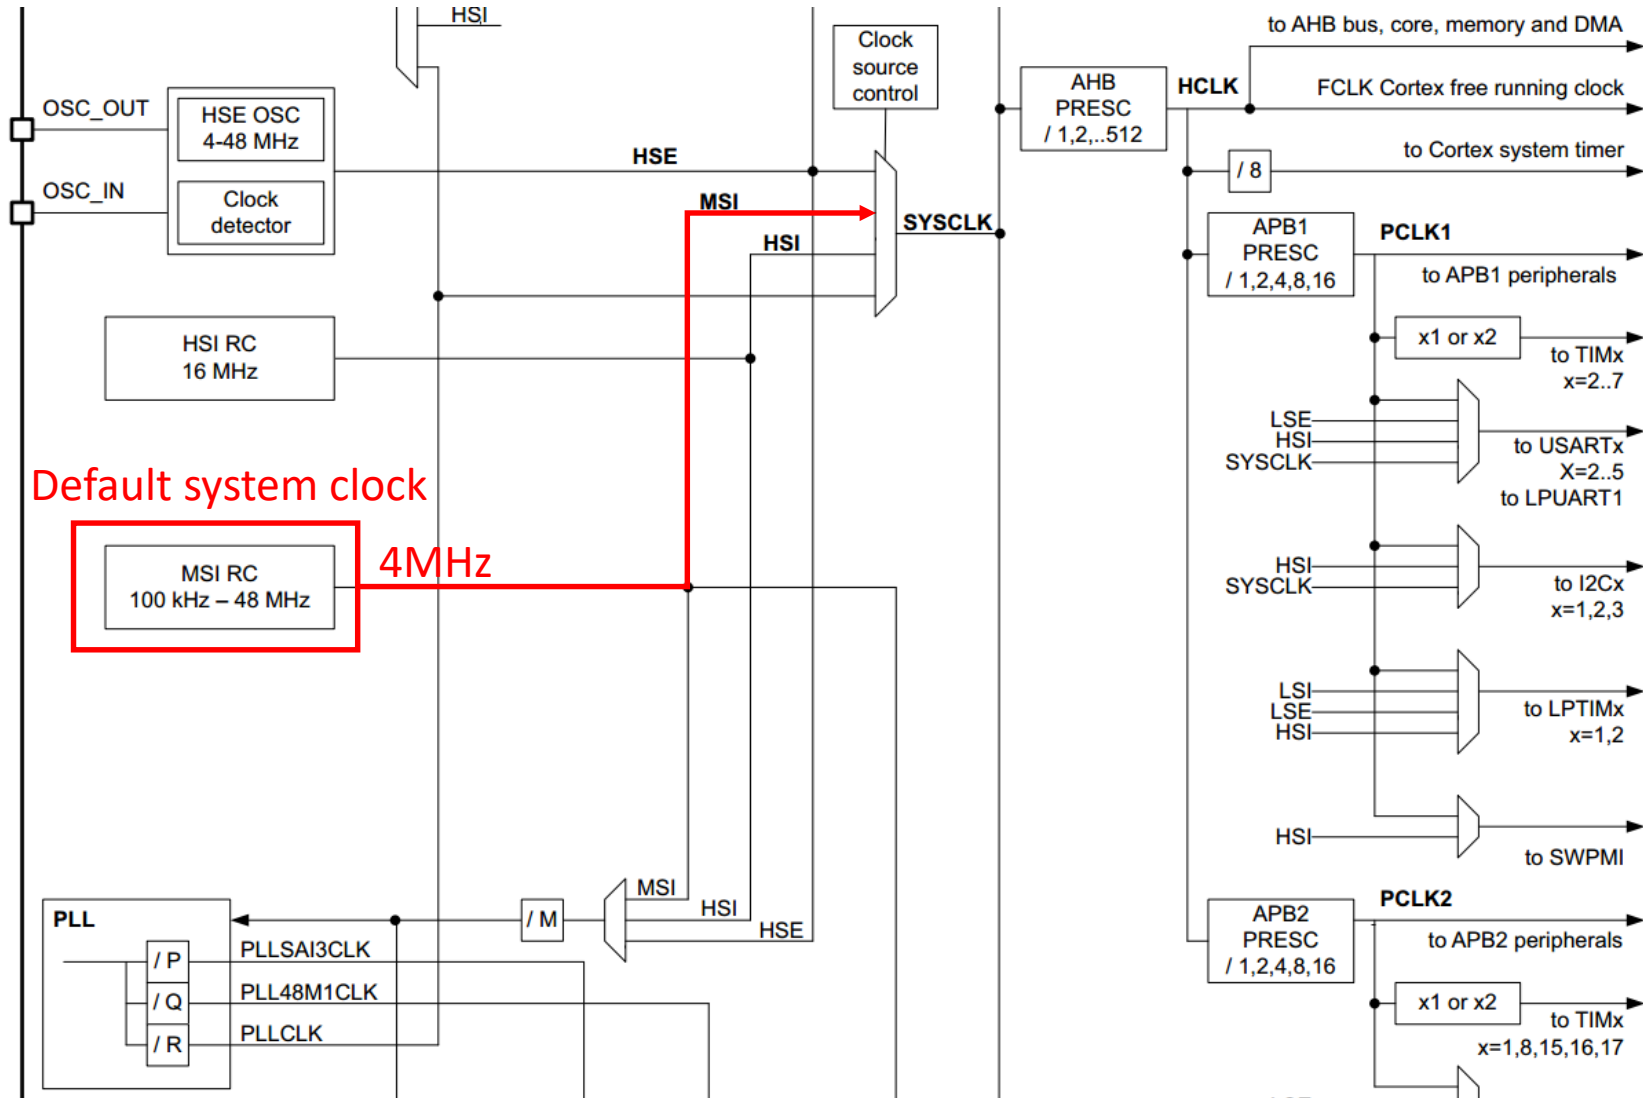 HSI
Clock
source
control
to AHB bus, core, memory and DMA
AHB
PRESC
/ 1,2,..512
HCLK
FCLK Cortex free running clock
OSC_OUT
HSE OSC
4-48 MHz
HSE
/ 8
to Cortex system timer
OSC_IN
Clock
detector
MSI
SYSCLK
HSI
APB1
PRESC
/ 1,2,4,8,16
PCLK1
to APB1 peripherals
HSI RC
16 MHz
x1 or x2
to TIMx
x=2..7
LSE
HSI
SYSCLK
to USARTx
X=2..5
to LPUART1
Default system clock
MSI RC
100 kHz – 48 MHz
4MHz
HSI
SYSCLK
to I2Cx
x=1,2,3
LSI
LSE
HSI
to LPTIMx
x=1,2
HSI
to SWPMI
MSI
HSI
HSE
/ M
PLL
/ P
PLLSAI3CLK
/ Q
PLL48M1CLK
/ R
PLLCLK
APB2
PRESC
/ 1,2,4,8,16
PCLK2
to APB2 peripherals
x1 or x2
to TIMx
x=1,8,15,16,17